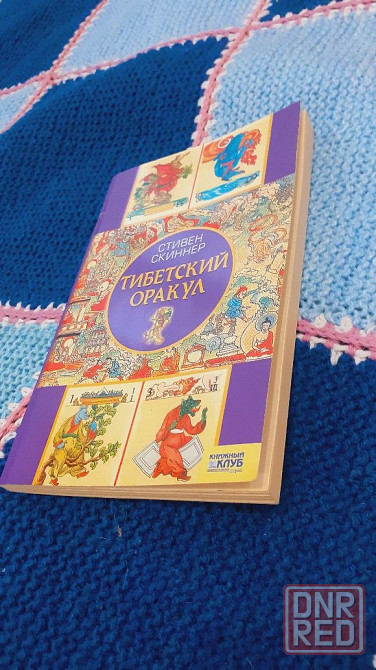 СТИВЕН
СКИННЕР
ТИБЕТСКИЙ
ОРАКУЛ
КНИЖНЫЙ
КЛУБ
DNR
RED